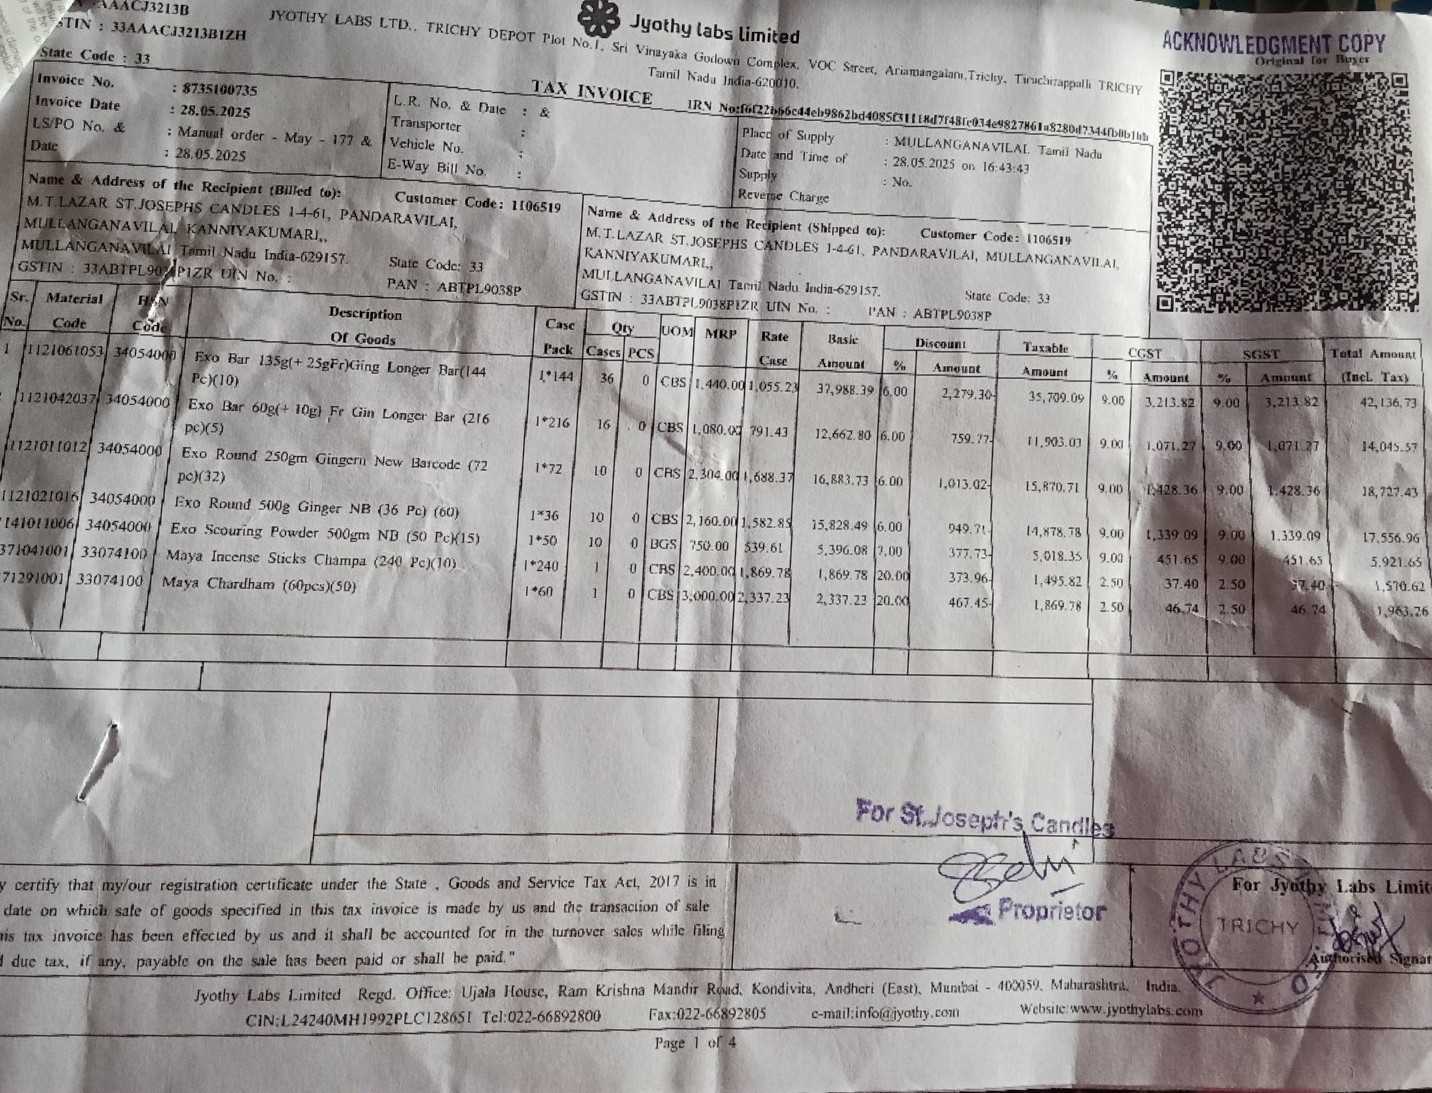 AAACJ3213B
STIN : 33AAACJ3213B1ZH
State Code : 33
Jyothy labs limited
JYOTHY LABS LTD., TRICHY DEPOT Plot No.1, Sri Vinayaka Godown Complex, VOC Street, Ariamangalam,Trichy, Tiruchirappalli TRICHY
Tamil Nadu India-620010.
ACKNOWLEDGMENT COPY
Original for Buyer
TAX INVOICE
Invoice No. : 8735100735
Invoice Date : 28.05.2025
LS/PO No. & : Manual order - May - 177 &
Date : 28.05.2025
L.R. No. & Date : &
Transporter :
Vehicle No. :
E-Way Bill No. :
Place of Supply : MULLANGANAVILAI, Tamil Nadu
Date and Time of : 28.05.2025 on 16:43:43
Supply : No.
Reverse Charge
Name & Address of the Recipient (Billed to): Customer Code: 1106519
M.T.LAZAR ST.JOSEPHS CANDLES 1-4-61, PANDARAVILAI,
MULLANGANAVILAI, KANNIYAKUMARI,,
MULLANGANAVILAI Tamil Nadu India-629157. State Code: 33
UIN No. : PAN : ABTPL9038P
Name & Address of the Recipient (Shipped to): Customer Code: 1106519
M.T.LAZAR ST.JOSEPHS CANDLES 1-4-61, PANDARAVILAI, MULLANGANAVILAI,
KANNIYAKUMARI,,
MULLANGANAVILAI Tamil Nadu India-629157. State Code: 33
GSTIN : 33ABTPL9038P1ZR UIN No. : PAN : ABTPL9038P
Sr. Material HSN Description Case Qty UOM MRP Rate Basic Discount Taxable CGST SGST Total Amount
No. Code Code Of Goods Pack Cases PCS Case Amount % Amount Amount % Amount % Amount (Incl. Tax)
1 1121061053 34054000 Exo Bar 135g(+ 25gFr)Ging Longer Bar(144 1*144 36 0 CBS 1,440.00 1,055.23 37,988.39 6.00 2,279.30- 35,709.09 9.00 3,213.82 9.00 3,213.82 42,136.73
Pc)(10)
1121042037 34054000 Exo Bar 60g(+ 10g) Fr Gin Longer Bar (216 1*216 16 0 CBS 1,080.00 791.43 12,662.80 6.00 759.77- 11,903.03 9.00 1,071.27 9.00 1,071.27 14,045.57
pc)(5)
1121011012 34054000 Exo Round 250gm Gingern New Barcode (72 1*72 10 0 CBS 2,304.00 1,688.37 16,883.73 6.00 1,013.02- 15,870.71 9.00 1,428.36 9.00 1,428.36 18,727.43
pc)(32)
1121021016 34054000 Exo Round 500g Ginger NB (36 Pc) (60) 1*36 10 0 CBS 2,160.00 1,582.85 15,828.49 6.00 949.71- 14,878.78 9.00 1,339.09 9.00 1,339.09 17,556.96
141011006 34054000 Exo Scouring Powder 500gm NB (50 Pc)(15) 1*50 10 0 BGS 750.00 539.61 5,396.08 7.00 377.73- 5,018.35 9.00 451.65 9.00 451.65 5,921.65
371041001 33074100 Maya Incense Sticks Champa (240 Pc)(10) 1*240 1 0 CBS 2,400.00 1,869.78 1,869.78 20.00 373.96- 1,495.82 2.50 37.40 2.50 37.40 1,570.62
71291001 33074100 Maya Chardham (60pcs)(50) 1*60 1 0 CBS 3,000.00 2,337.23 2,337.23 20.00 467.45- 1,869.78 2.50 46.74 2.50 46.74 1,963.26
For St.Joseph's Candles
Proprietor
y certify that my/our registration certificate under the State , Goods and Service Tax Act, 2017 is in
date on which sale of goods specified in this tax invoice is made by us and the transaction of sale
his tax invoice has been effected by us and it shall be accounted for in the turnover sales while filing
d due tax, if any, payable on the sale has been paid or shall be paid."
For Jyothy Labs Limit
JYOTHY LABS LIMITED
TRICHY
Authorised Signat
Jyothy Labs Limited Regd. Office: Ujala House, Ram Krishna Mandir Road, Kondivita, Andheri (East), Mumbai - 400059, Maharashtra, India.
CIN:L24240MH1992PLC128651 Tel:022-66892800 Fax:022-66892805 e-mail:info@jyothy.com Website:www.jyothylabs.com
Page 1 of 4